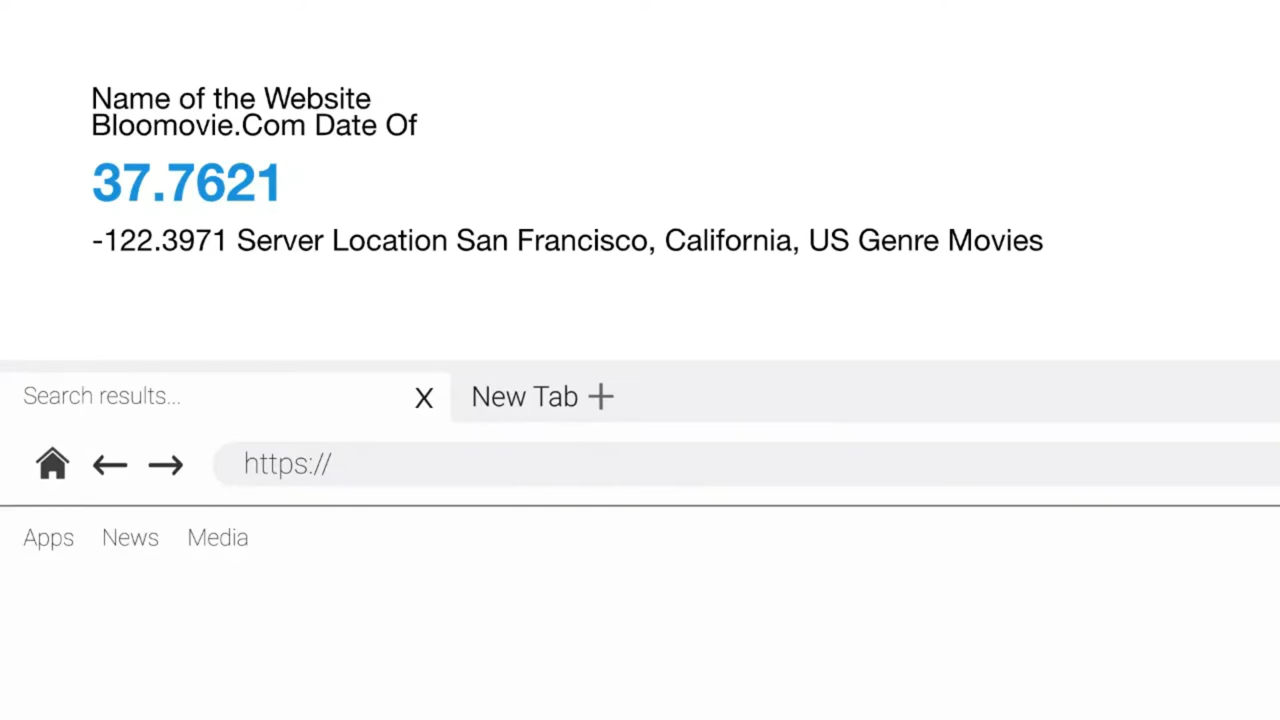 Name of the Website
Bloomovie.Com Date Of
37.7621
-122.3971 Server Location San Francisco, California, US Genre Movies
Search results... X New Tab +
https://
Apps News Media